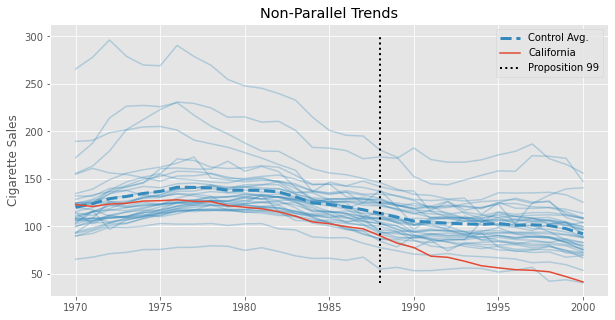 Non-Parallel Trends
Control Avg.
California
Proposition 99
Cigarette Sales
300
250
200
150
100
50
1970
1975
1980
1985
1990
1995
2000